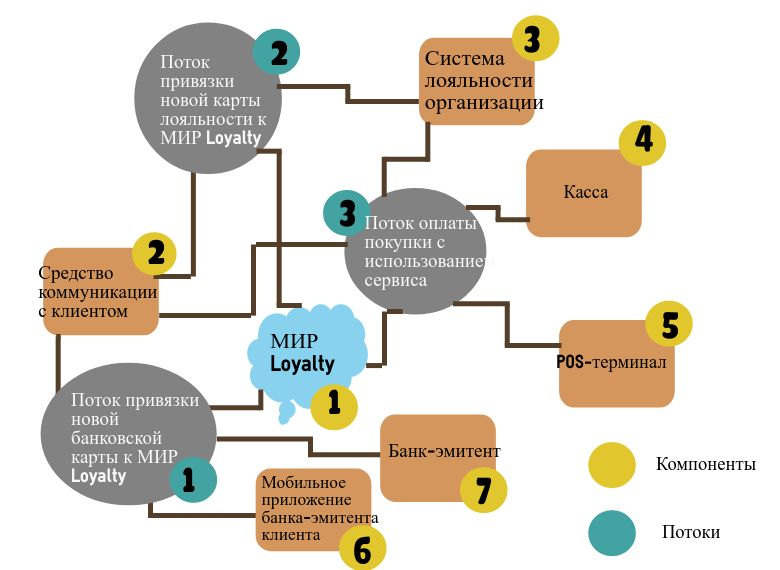 Поток
привязки
новой карты
лояльности к
МИР Loyalty
2
Система
лояльности
организации
3
Касса
4
Поток оплаты
покупки с
использованием
сервиса
3
Средство
коммуникации
с клиентом
2
МИР
Loyalty
1
POS-терминал
5
Поток привязки
новой
банковской
карты к МИР
Loyalty
1
Банк-эмитент
7
Мобильное
приложение
банка-эмитента
клиента
6
Компоненты
Потоки